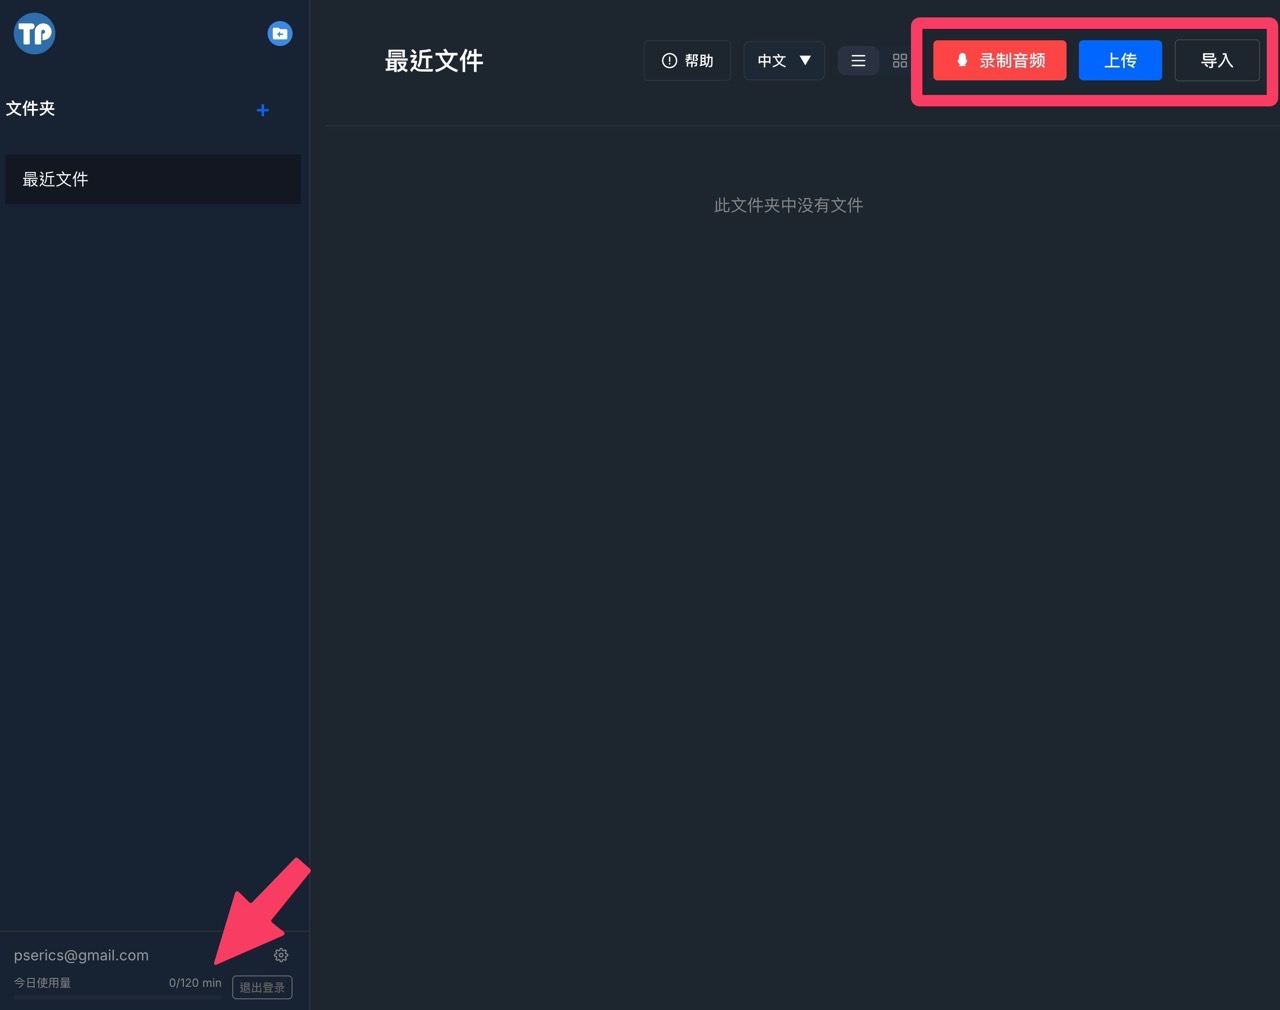 TP
文件夹
+
最近文件
pserics@gmail.com
今日使用量
0/120 min
退出登录
最近文件
帮助
中文
录制音频
上传
导入
此文件夹中没有文件